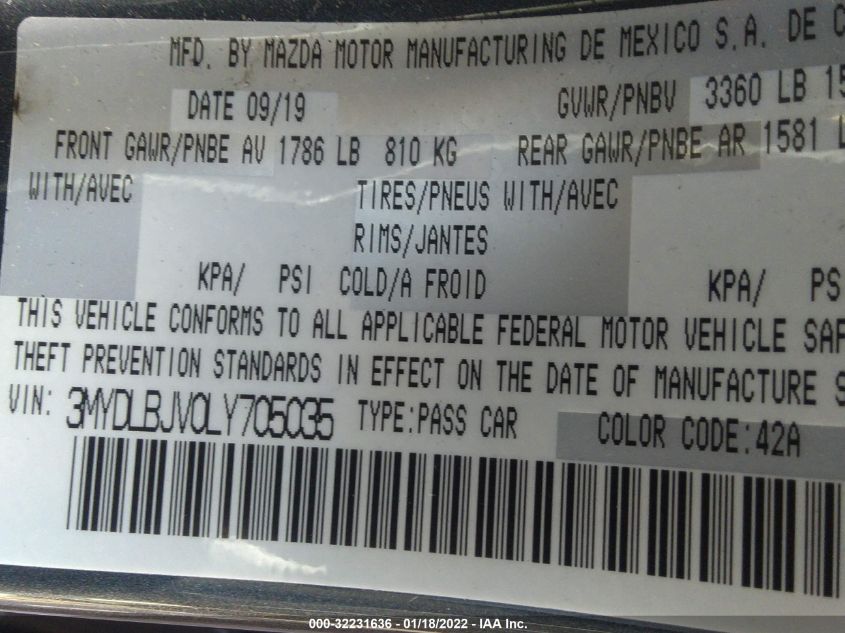 MFD. BY MAZDA MOTOR MANUFACTURING DE MEXICO S.A. DE C
DATE 09/19 GVWR/PNBV 3360 LB 15
FRONT GAWR/PNBE AV 1786 LB 810 KG REAR GAWR/PNBE AR 1581 L
WITH/AVEC TIRES/PNEUS WITH/AVEC
RIMS/JANTES
KPA/ PSI COLD/A FROID KPA/ PS
THIS VEHICLE CONFORMS TO ALL APPLICABLE FEDERAL MOTOR VEHICLE SAF
THEFT PREVENTION STANDARDS IN EFFECT ON THE DATE OF MANUFACTURE S
VIN: 3MYDLBJV0LY705035 TYPE:PASS CAR COLOR CODE:42A
000-32231636 - 01/18/2022 - IAA Inc.